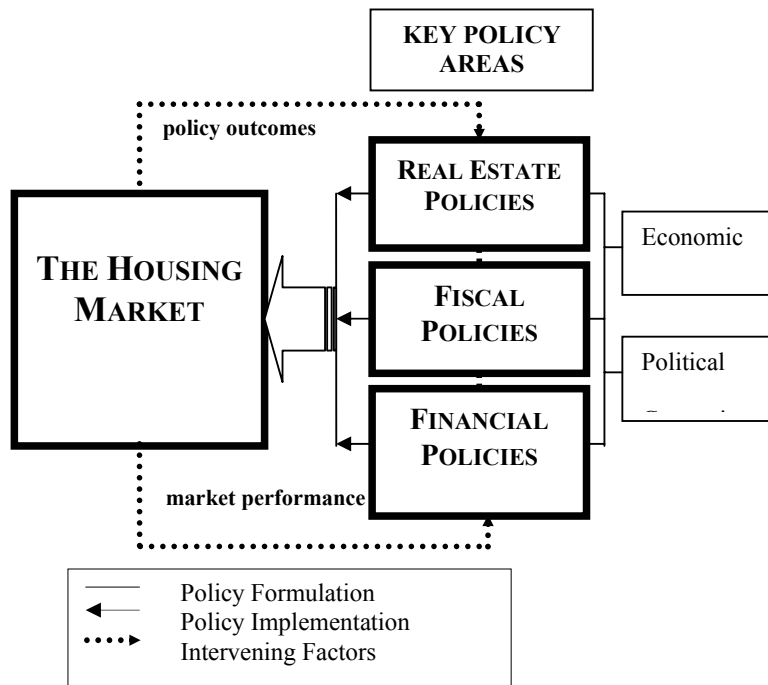 KEY POLICY
AREAS
policy outcomes
REAL ESTATE
POLICIES
THE HOUSING
MARKET
Economic
FISCAL
POLICIES
Political
FINANCIAL
POLICIES
market performance
Policy Formulation
Policy Implementation
Intervening Factors